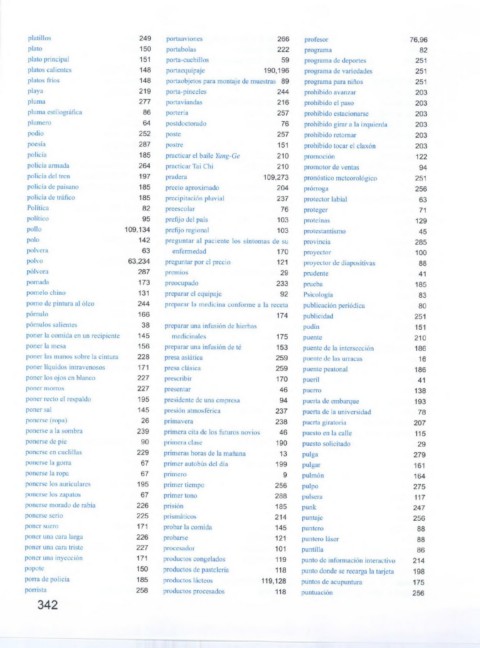 platillos 249
plato 150
plato principal 151
platos calientes 148
platos fríos 148
playa 219
pluma 277
pluma estilográfica 86
plomero 64
podio 252
poesía 287
policía 185
policía armada 264
policía del tren 197
policía de paisano 185
policía de tráfico 185
Política 82
político 95
pollo 109,134
polo 142
polvera 63
polvo 63,234
pólvora 287
pomada 173
pomelo chino 131
pomo de pintura al óleo 244
pómulo 166
pómulos salientes 38
poner la comida en un recipiente 145
poner la mesa 156
poner las manos sobre la cintura 228
poner líquidos intravenosos 171
poner los ojos en blanco 227
poner morros 227
poner recto el respaldo 195
poner sal 145
ponerse (ropa) 26
ponerse a la sombra 239
ponerse de pie 90
ponerse en cuclillas 229
ponerse la gorra 67
ponerse la ropa 67
ponerse los auriculares 195
ponerse los zapatos 67
ponerse morado de rabia 226
ponerse serio 225
poner suero 171
poner una cara larga 226
poner una cara triste 227
poner una inyección 171
popote 150
porra de policía 185
porrista 258
342
portaaviones 266
portabolas 222
porta-cuchillos 59
portaequipaje 190,196
portaobjetos para montaje de muestras 89
porta-pinceles 244
portaviandas 216
portería 257
postdoctorado 76
poste 257
postre 151
practicar el baile Yang-Ge 210
practicar Tai Chi 210
pradera 109,273
precio aproximado 204
precipitación pluvial 237
preescolar 76
prefijo del país 103
prefijo regional 103
preguntar al paciente los síntomas de su
enfermedad 170
preguntar por el precio 121
premios 29
preocupado 233
preparar el equipaje 92
preparar la medicina conforme a la receta
174
preparar una infusión de hierbas
medicinales 175
preparar una infusión de té 153
presa asiática 259
presa clásica 259
prescribir 170
presentar 46
presidente de una empresa 94
presión atmosférica 237
primavera 238
primera cita de los futuros novios 46
primera clase 190
primeras horas de la mañana 13
primer autobús del día 199
primero 9
primer tiempo 256
primer tono 288
prisión 185
prismáticos 214
probar la comida 145
probarse 121
procesador 101
productos congelados 119
productos de pastelería 118
productos lácteos 119,128
productos procesados 118
profesor 76,96
programa 82
programa de deportes 251
programa de variedades 251
programa para niños 251
prohibido avanzar 203
prohibido el paso 203
prohibido estacionarse 203
prohibido girar a la izquierda 203
prohibido retornar 203
prohibido tocar el claxón 203
promoción 122
promotor de ventas 94
pronóstico meteorológico 251
prórroga 256
protector labial 63
proteger 71
proteínas 129
protocomunismo 45
provincia 285
proyector 100
proyector de diapositivas 88
prudente 41
prueba 185
Psicología 83
publicación periódica 80
publicidad 251
pudín 151
puente 210
puente de la intersección 186
puente de las urracas 16
puente peatonal 186
pueril 41
puerro 138
puerta de embarque 193
puerta de la universidad 78
puerta giratoria 207
puesto en la calle 115
puesto solicitado 29
pulga 279
pulgar 161
pulmón 164
pulpo 275
pulsera 117
punk 247
puntaje 256
puntero 88
puntero láser 88
puntilla 86
punto de información interactivo 214
punto donde se recarga la tarjeta 198
puntos de acupuntura 175
puntuación 256